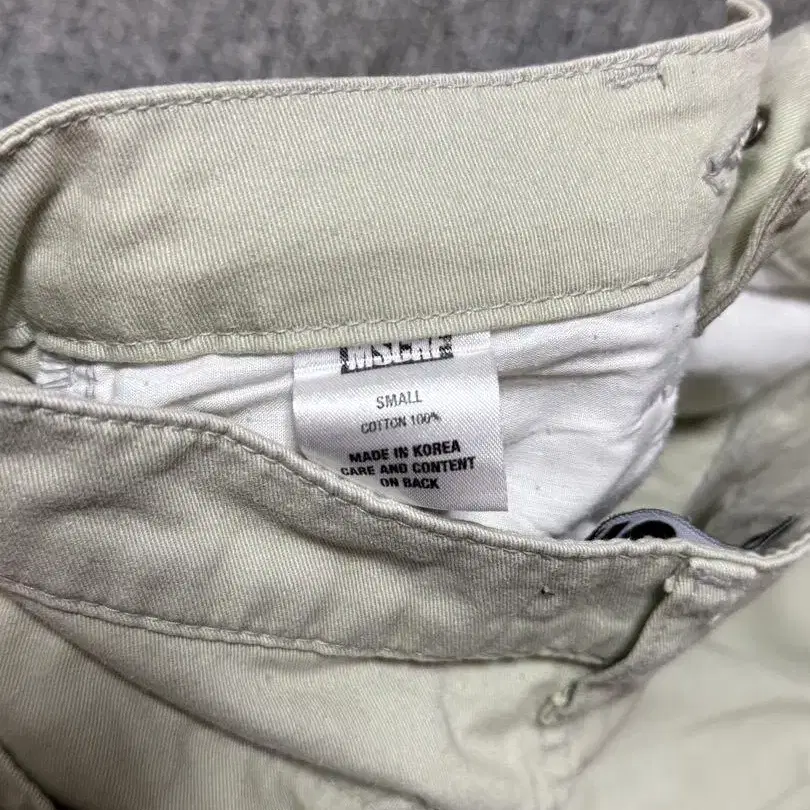 SMALL
COTTON 100%
MADE IN KOREA
CARE AND CONTENT
ON BACK